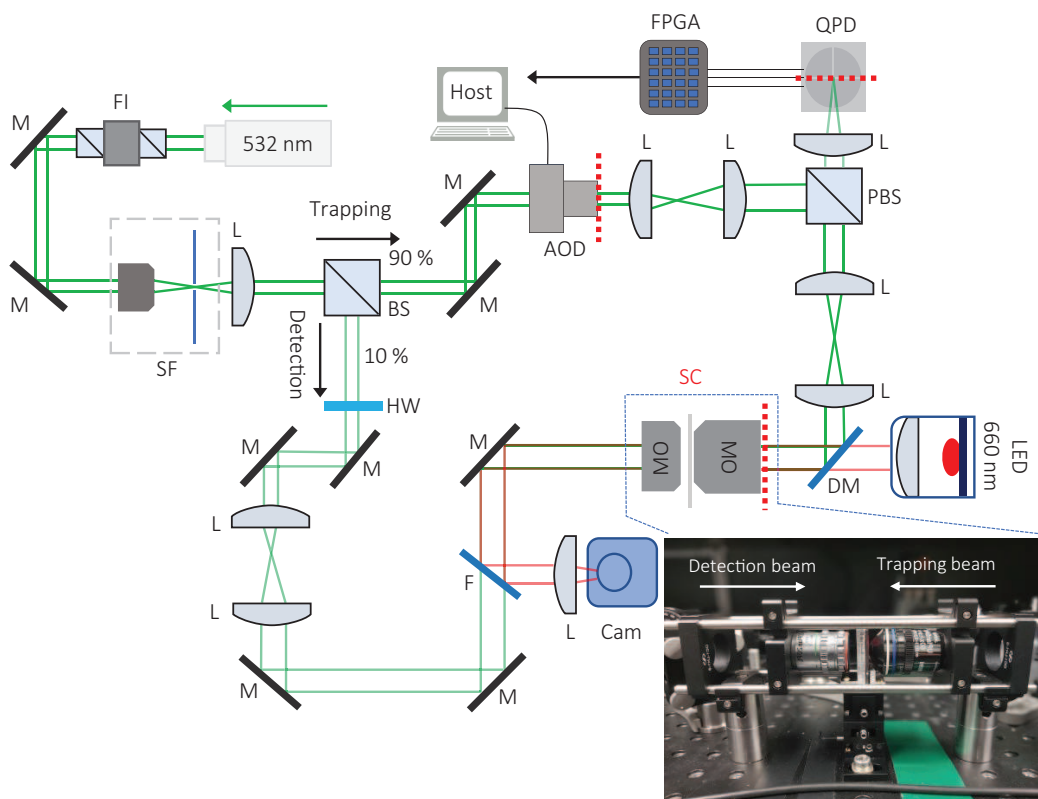 FPGA
QPD
M
FI
Host
532 nm
L
L
L
M
Trapping
PBS
AOD
L
90 %
M
M
BS
L
SF
Detection
10 %
SC
L
HW
M
M
M
MO
MO
DM
LED
660 nm
L
F
L
Cam
Detection beam
Trapping beam
L
M
M